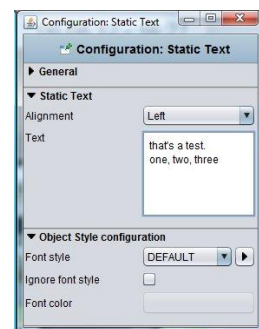 Configuration: Static Text
Configuration: Static Text
General
Static Text
Alignment Left
Text
that's a test.
one, two, three
Object Style configuration
Font style DEFAULT
Ignore font style
Font color